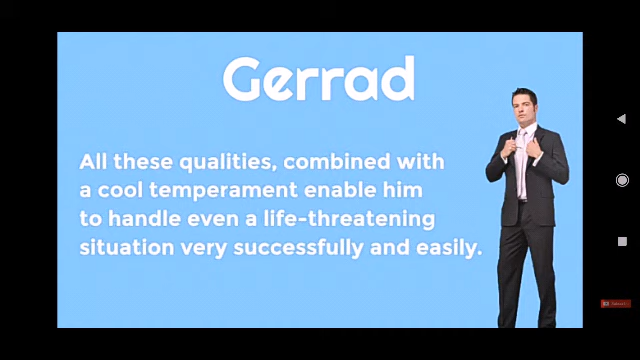 Gerrad
All these qualities, combined with
a cool temperament enable him
to handle even a life-threatening
situation very successfully and easily.